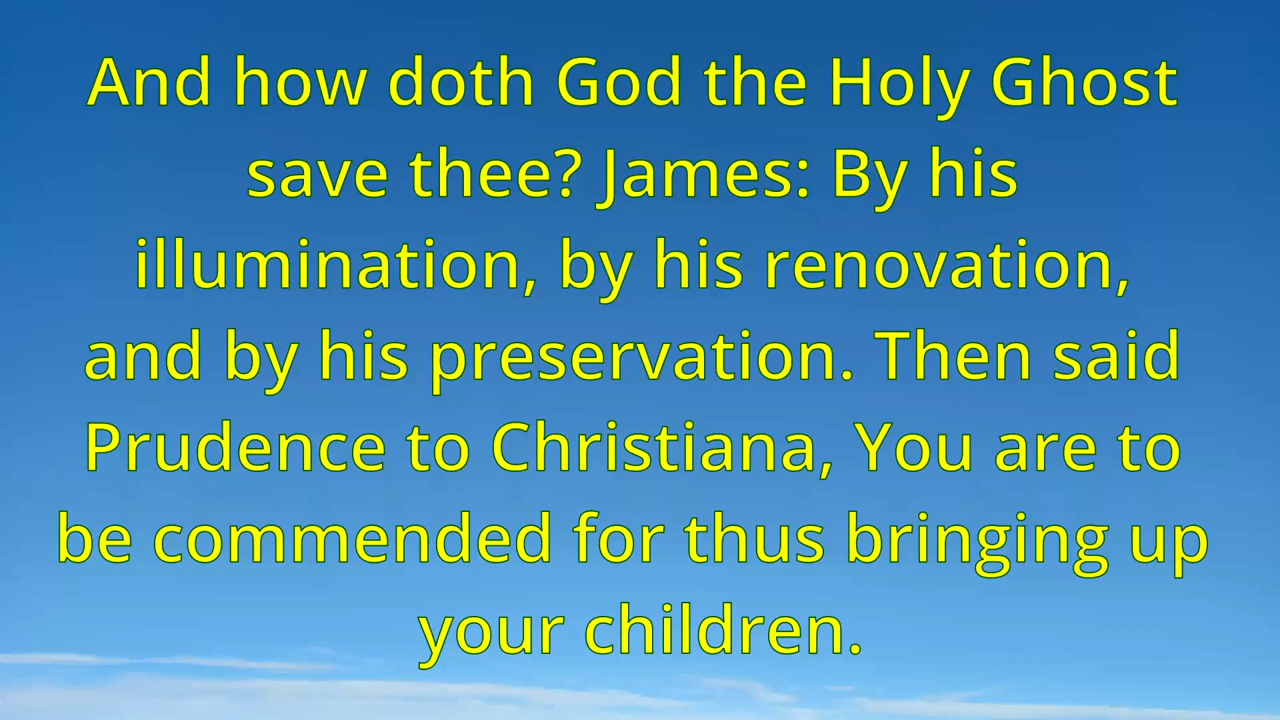 And how doth God the Holy Ghost
save thee? James: By his
illumination, by his renovation,
and by his preservation. Then said
Prudence to Christiana, You are to
be commended for thus bringing up
your children.